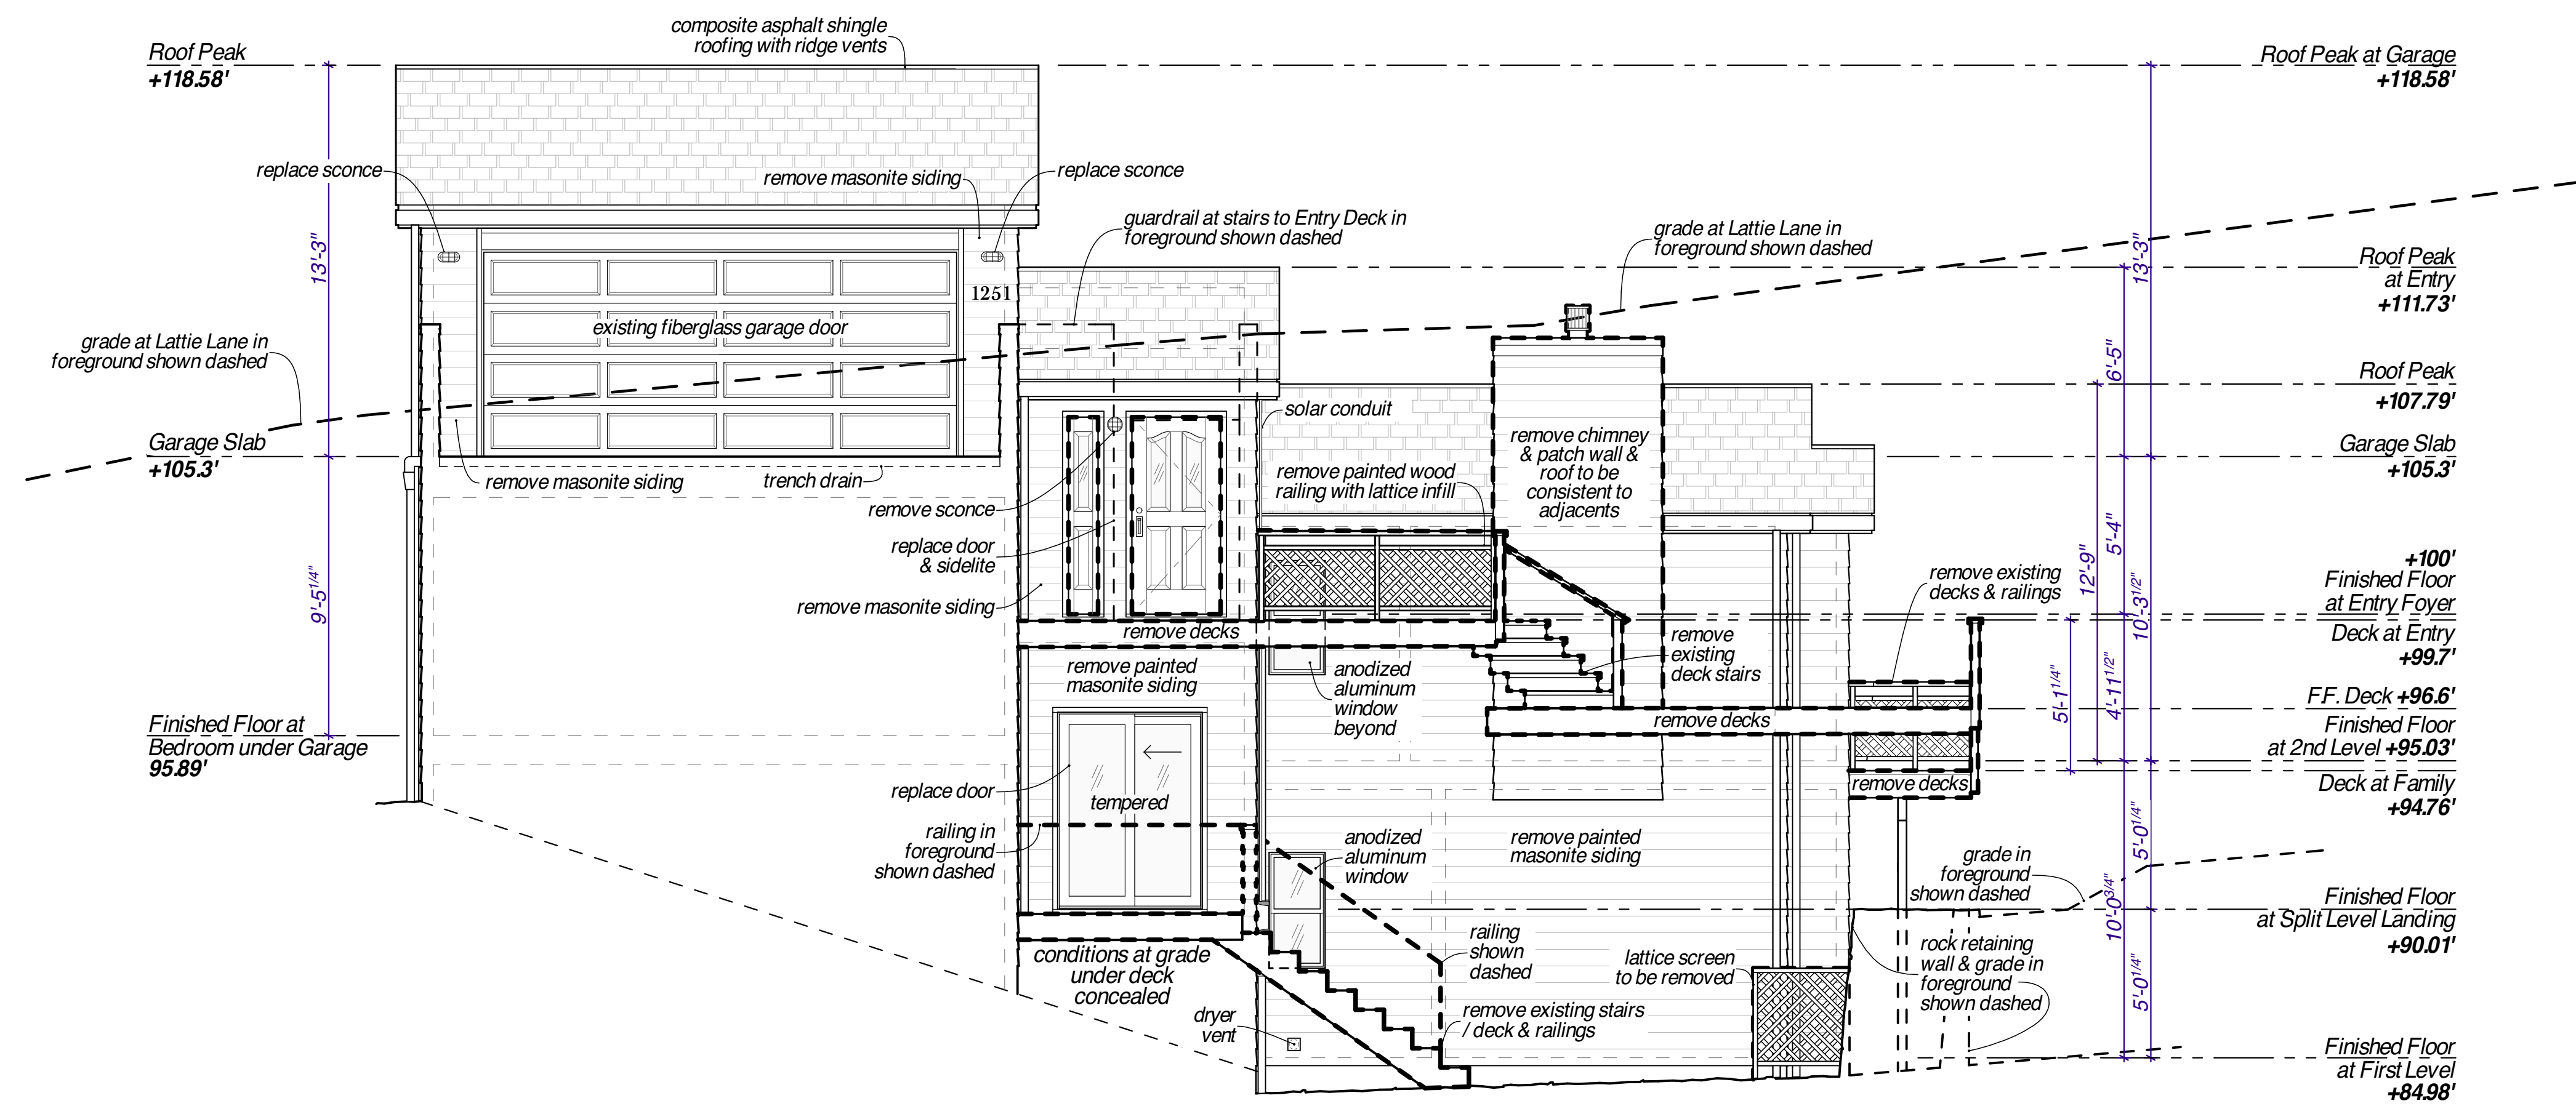 composite asphalt shingle
roofing with ridge vents
Roof Peak
+118.58'
Roof Peak at Garage
+118.58'
replace sconce
remove masonite siding
replace sconce
guardrail at stairs to Entry Deck in
foreground shown dashed
grade at Lattie Lane in
foreground shown dashed
13'-3"
13'-3"
Roof Peak
at Entry
+111.73'
1251
existing fiberglass garage door
grade at Lattie Lane in
foreground shown dashed
6'-5"
Roof Peak
+107.79'
solar conduit
Garage Slab
+105.3'
Garage Slab
+105.3'
remove masonite siding
trench drain
remove chimney
& patch wall &
roof to be
consistent to
adjacents
remove painted wood
railing with lattice infill
remove sconce
replace door
& sidelite
remove masonite siding
9'-5 1/4"
5'-4"
12'-9"
10'-3 1/2"
remove existing
decks & railings
+100'
Finished Floor
at Entry Foyer
Deck at Entry
+99.7'
remove decks
remove painted
masonite siding
anodized
aluminum
window
beyond
remove
existing
deck stairs
5'-1 1/4"
4'-11 1/2"
F.F. Deck +96.6'
Finished Floor
at 2nd Level +95.03'
remove decks
Finished Floor at
Bedroom under Garage
95.89'
remove decks
Deck at Family
+94.76'
replace door
tempered
railing in
foreground
shown dashed
anodized
aluminum
window
remove painted
masonite siding
grade in
foreground
shown dashed
5'-0 1/4"
10'-0 3/4"
Finished Floor
at Split Level Landing
+90.01'
conditions at grade
under deck
concealed
railing
shown
dashed
lattice screen
to be removed
rock retaining
wall & grade in
foreground
shown dashed
5'-0 1/4"
dryer
vent
remove existing stairs
/ deck & railings
Finished Floor
at First Level
+84.98'